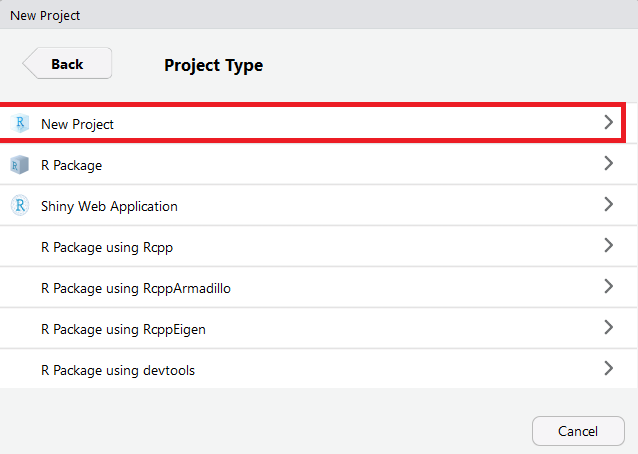 New Project
Back
Project Type
New Project
R Package
Shiny Web Application
R Package using Rcpp
R Package using RcppArmadillo
R Package using RcppEigen
R Package using devtools
Cancel